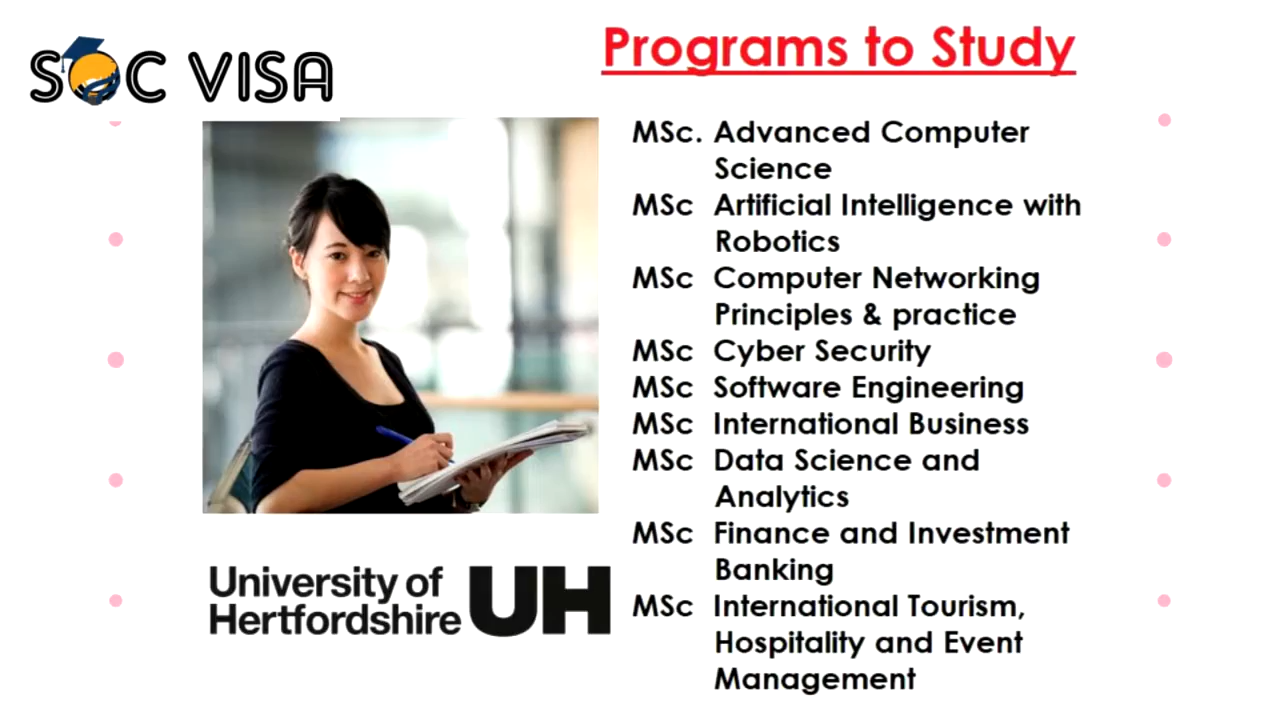 SOC VISA
Programs to Study
MSc. Advanced Computer
Science
MSc Artificial Intelligence with
Robotics
MSc Computer Networking
Principles & practice
MSc Cyber Security
MSc Software Engineering
MSc International Business
MSc Data Science and
Analytics
MSc Finance and Investment
Banking
MSc International Tourism,
Hospitality and Event
Management
University of
Hertfordshire
UH